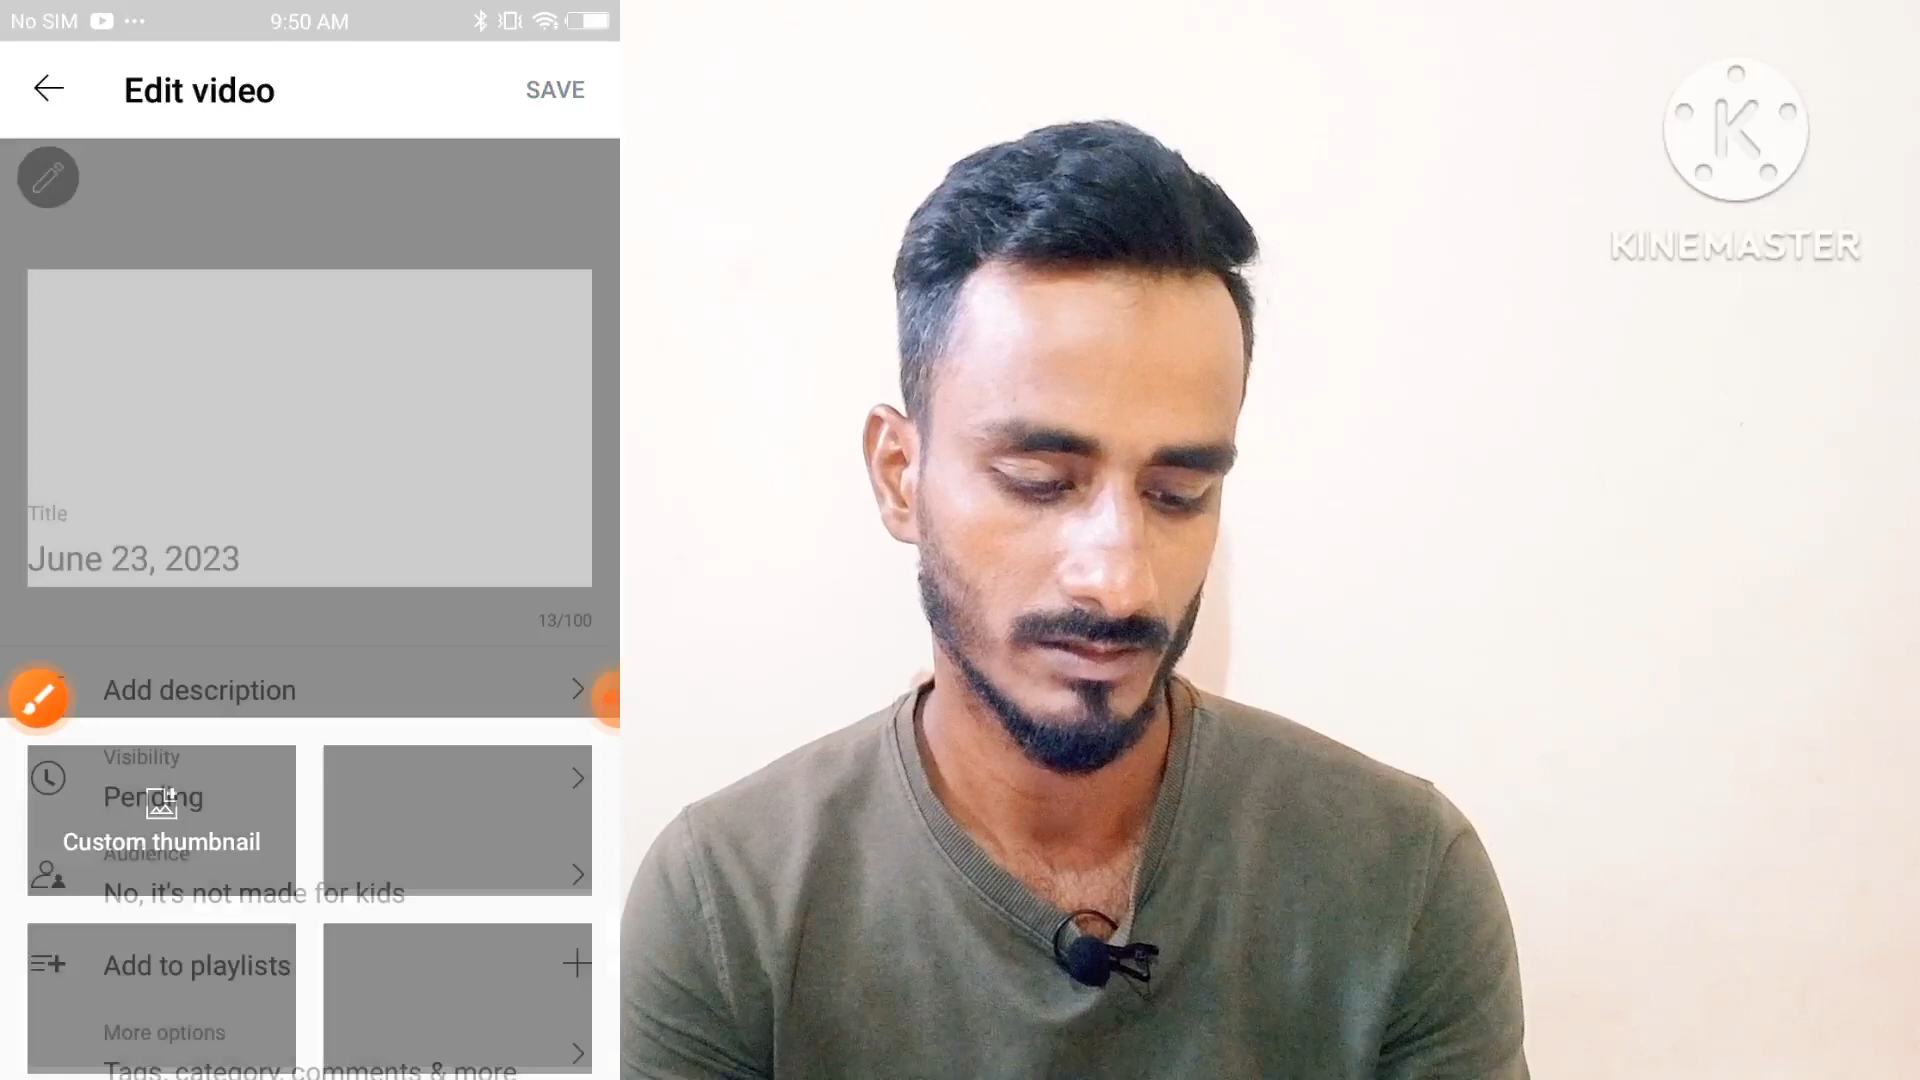 No SIM
9:50 AM
Edit video
SAVE
Title
June 23, 2023
13/100
Add description
Visibility
Pending
Custom thumbnail
Audience
No, it's not made for kids
Add to playlists
More options
Tags, category, comments & more
K
KINEMASTER